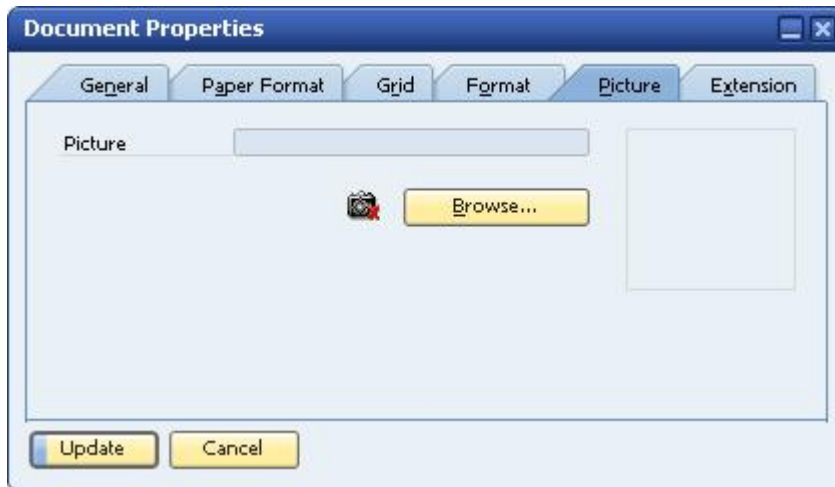 Document Properties
General Paper Format Grid Format Picture Extension
Picture
Browse...
Update Cancel